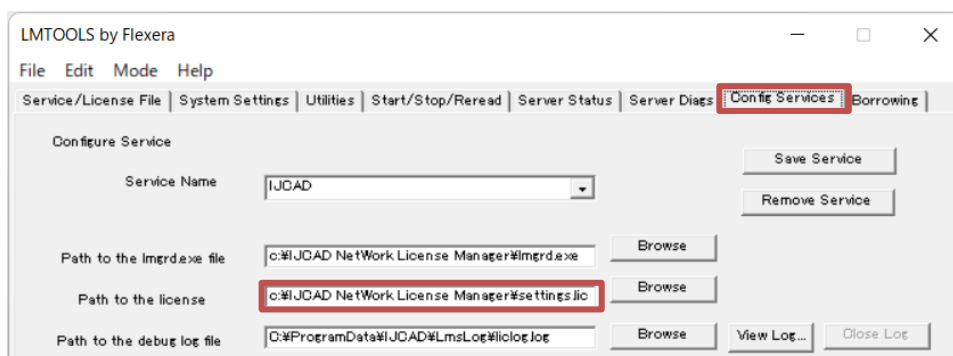 LMTOOLS by Flexera
File Edit Mode Help
Service/License File System Settings Utilities Start/Stop/Reread Server Status Server Diags Config Services Borrowing
Configure Service
Save Service
Service Name IJCAD
Remove Service
Path to the lmgrd.exe file c:¥IJCAD NetWork License Manager¥lmgrd.exe Browse
Path to the license c:¥IJCAD NetWork License Manager¥settings.lic Browse
Path to the debug log file C:¥ProgramData¥IJCAD¥LmsLog¥liclog.log Browse View Log... Close Log